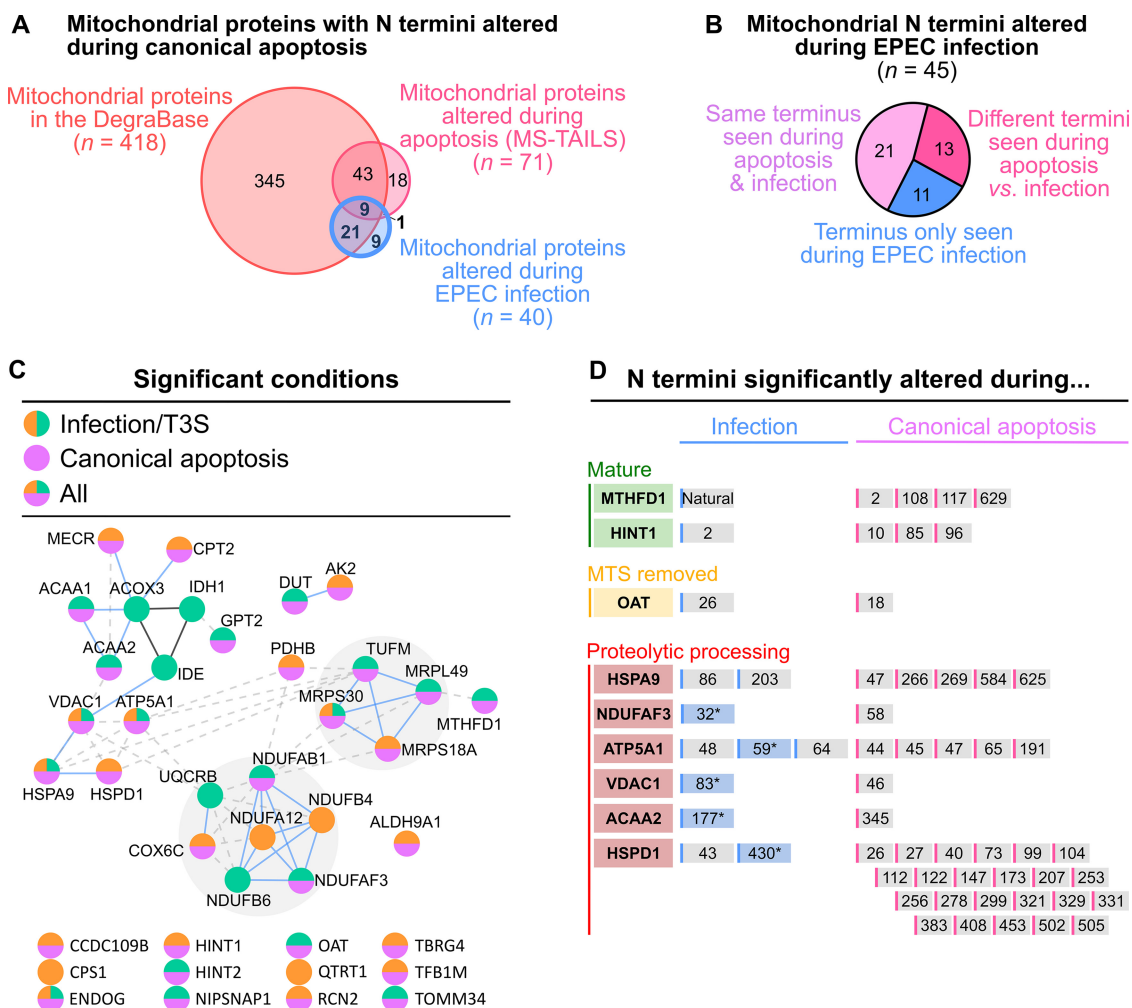 A
Mitochondrial proteins with N termini altered
during canonical apoptosis
Mitochondrial proteins
in the DegraBase
(n = 418)
Mitochondrial proteins
altered during
apoptosis (MS-TAILS)
(n = 71)
345
43
18
9
1
21
9
Mitochondrial proteins
altered during
EPEC infection
(n = 40)
B
Mitochondrial N termini altered
during EPEC infection
(n = 45)
Same terminus
seen during
apoptosis
& infection
21
13
11
Different termini
seen during
apoptosis
vs. infection
Terminus only seen
during EPEC infection
C
Significant conditions
Infection/T3S
Canonical apoptosis
All
MECR
CPT2
ACAA1
ACOX3
IDH1
DUT
AK2
GPT2
ACAA2
IDE
PDHB
TUFM
MRPL49
VDAC1
ATP5A1
MRPS30
MTHFD1
MRPS18A
HSPA9
HSPD1
UQCRB
NDUFAB1
NDUFB4
NDUFA12
ALDH9A1
COX6C
NDUFAF3
NDUFB6
CCDC109B HINT1 OAT TBRG4
CPS1 HINT2 QTRT1 TFB1M
ENDOG NIPSNAP1 RCN2 TOMM34
D
N termini significantly altered during...
Infection Canonical apoptosis
Mature
MTHFD1 Natural 2 108 117 629
HINT1 2 10 85 96
MTS removed
OAT 26 18
Proteolytic processing
HSPA9 86 203 47 266 269 584 625
NDUFAF3 32* 58
ATP5A1 48 59* 64 44 45 47 65 191
VDAC1 83* 46
ACAA2 177* 345
HSPD1 43 430* 26 27 40 73 99 104
112 122 147 173 207 253
256 278 299 321 329 331
383 408 453 502 505